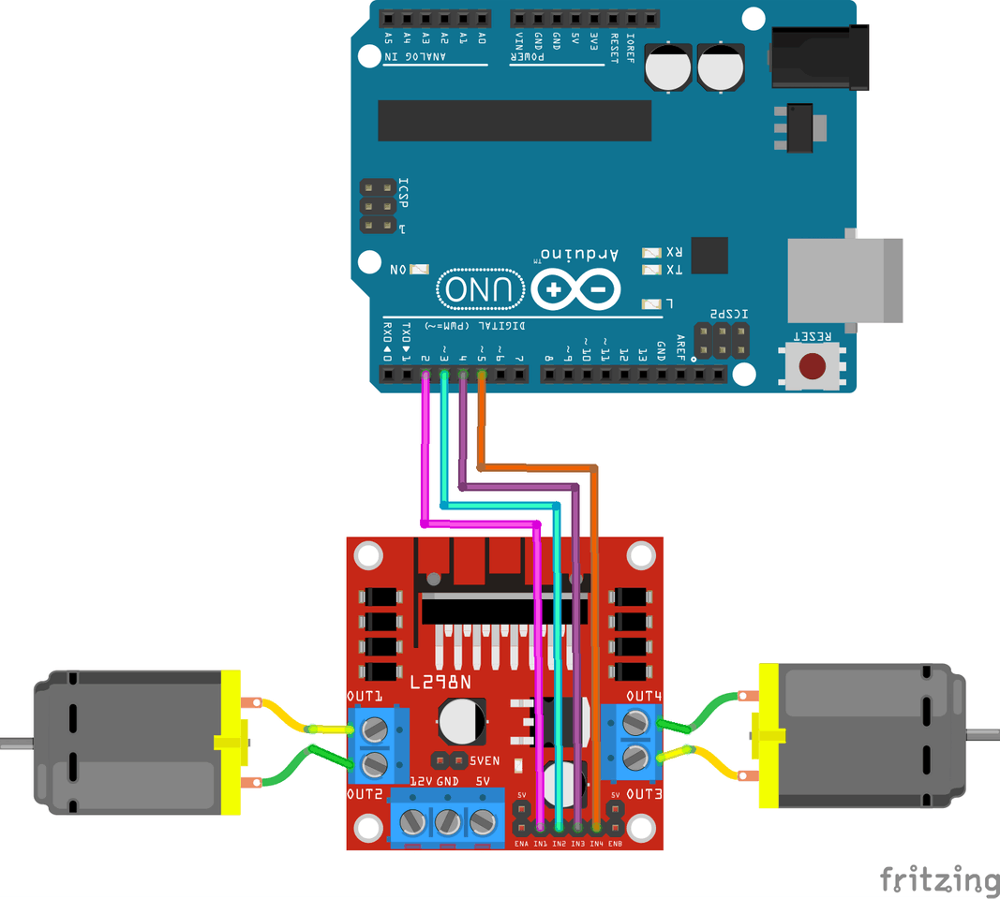 A5 A4 A3 A2 A1 A0
VIN GND GND 5V 3V3 RESET IOREF
ANALOG IN
POWER
ICSP
1
ON
Arduino
TM
UNO
RX
TX
L
ICSP2
RESET
DIGITAL (PWM=~)
RX0 TX0
0 1 2 ~3 4 ~5 ~6 7 8 ~9 ~10 ~11 12 13 GND AREF
L298N
OUT1
OUT4
5VEN
OUT2
12V GND 5V
OUT3
5V
5V
ENA IN1 IN2 IN3 IN4 ENB
fritzing